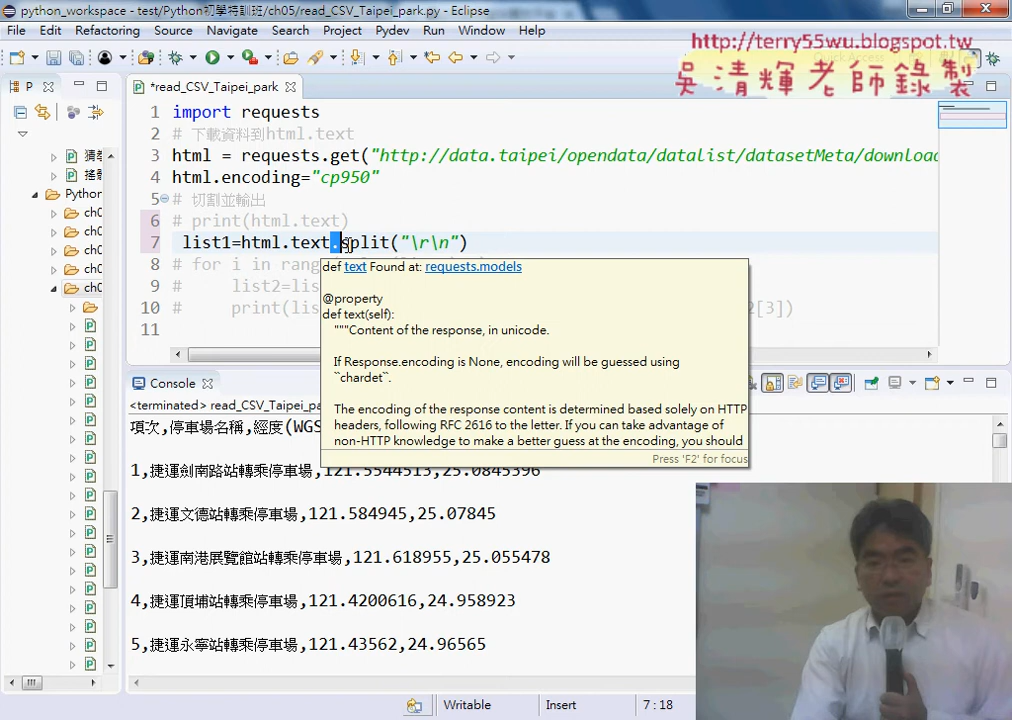 python_workspace - test/Python初學特訓班/ch05/read_CSV_Taipei_park.py - Eclipse
File Edit Refactoring Source Navigate Search Project Pydev Run Window Help
http://terry55wu.blogspot.tw
吳清輝老師錄製
P
*read_CSV_Taipei_park
1 import requests
2 # 下載資料到html.text
3 html = requests.get("http://data.taipei/opendata/datalist/datasetMeta/downloa
4 html.encoding="cp950"
5 # 切割並輸出
6 # print(html.text)
7 list1=html.text.split("\r\n")
8 # for i in ran
9 # list2=lis
10 # print(lis 2[3])
11
Pytho
ch0
ch0
ch0
ch0
ch0
def text Found at: requests.models
@property
def text(self):
"""Content of the response, in unicode.
If Response.encoding is None, encoding will be guessed using
``chardet``.
The encoding of the response content is determined based solely on HTTP
headers, following RFC 2616 to the letter. If you can take advantage of
non-HTTP knowledge to make a better guess at the encoding, you should
Press 'F2' for focus
Console
<terminated> read_CSV_Taipei_pa
項次,停車場名稱,經度(WGS
1,捷運劍南路站轉乘停車場,121.5544513,25.0845396
2,捷運文德站轉乘停車場,121.584945,25.07845
3,捷運南港展覽館站轉乘停車場,121.618955,25.055478
4,捷運頂埔站轉乘停車場,121.4200616,24.958923
5,捷運永寧站轉乘停車場,121.43562,24.96565
Writable Insert 7 : 18